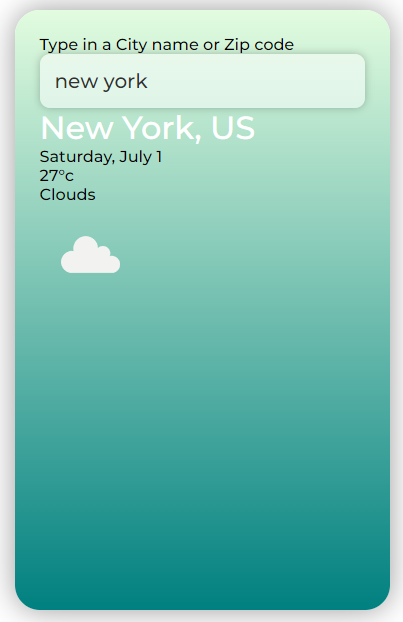 Type in a City name or Zip code
new york
New York, US
Saturday, July 1
27°c
Clouds